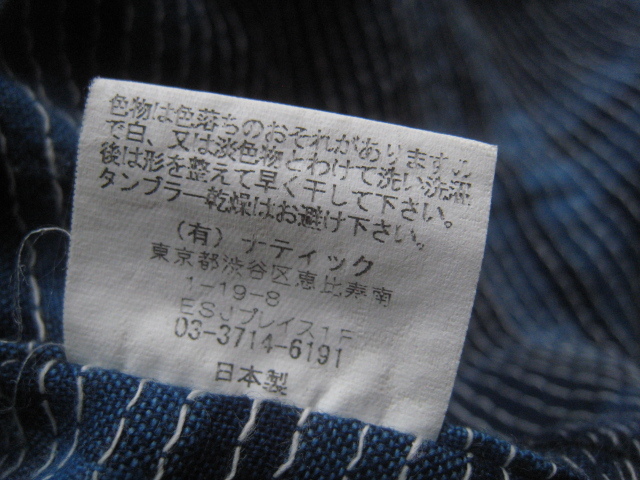 色物は色落ちのおそれがありますの
で白、又は淡色物とわけて洗い洗濯
後は形を整えて早く干して下さい。
タンブラー乾燥はお避け下さい。
(有) ナティック
東京都渋谷区恵比寿南
1-19-8
ESJプレイス1F
03-3714-6191
日本製